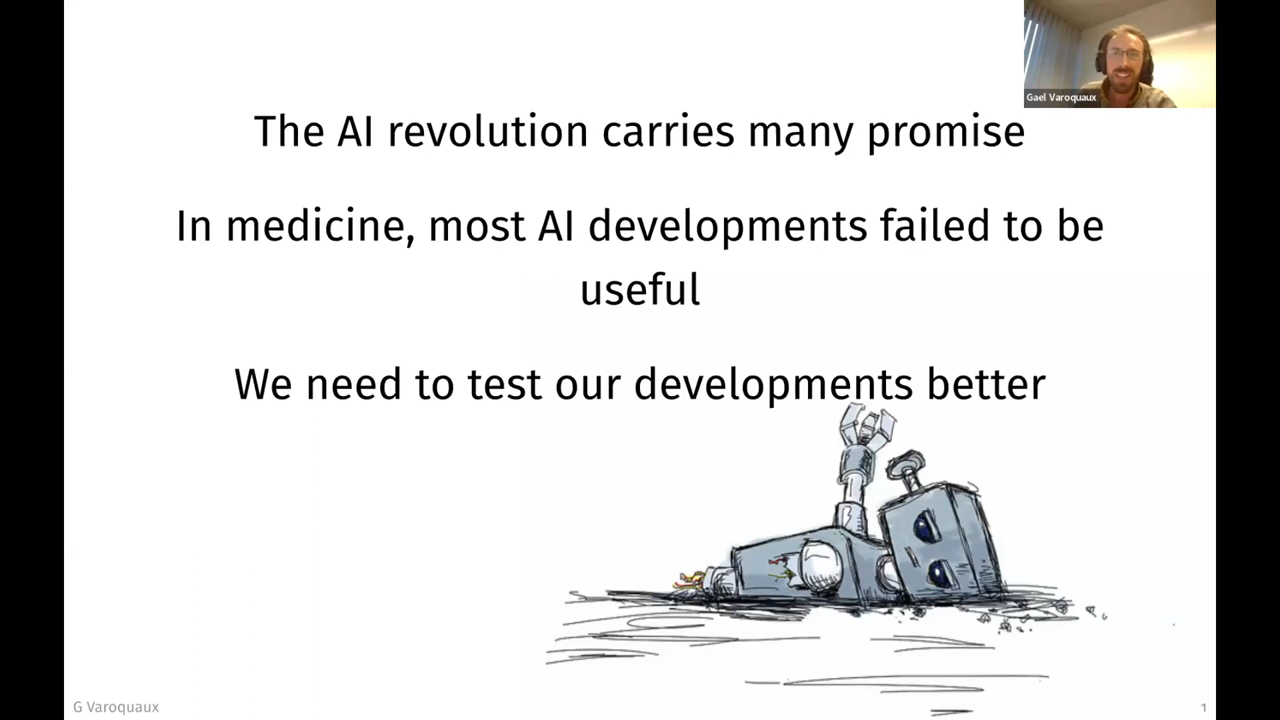 Gael Varoquaux
The AI revolution carries many promise
In medicine, most AI developments failed to be
useful
We need to test our developments better
G Varoquaux
1